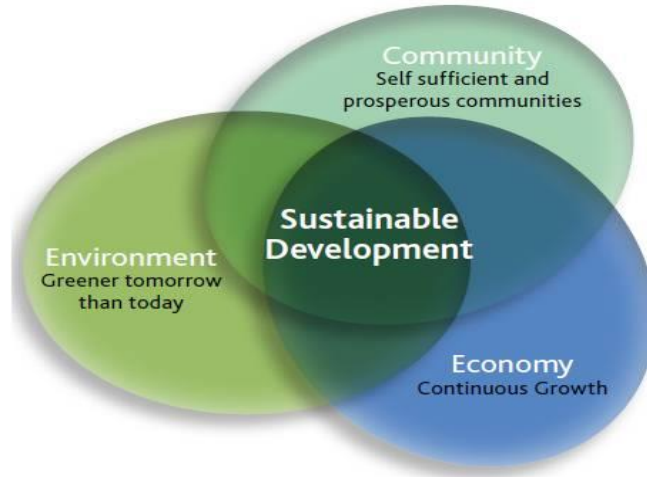 Community
Self sufficient and
prosperous communities
Sustainable
Development
Environment
Greener tomorrow
than today
Economy
Continuous Growth